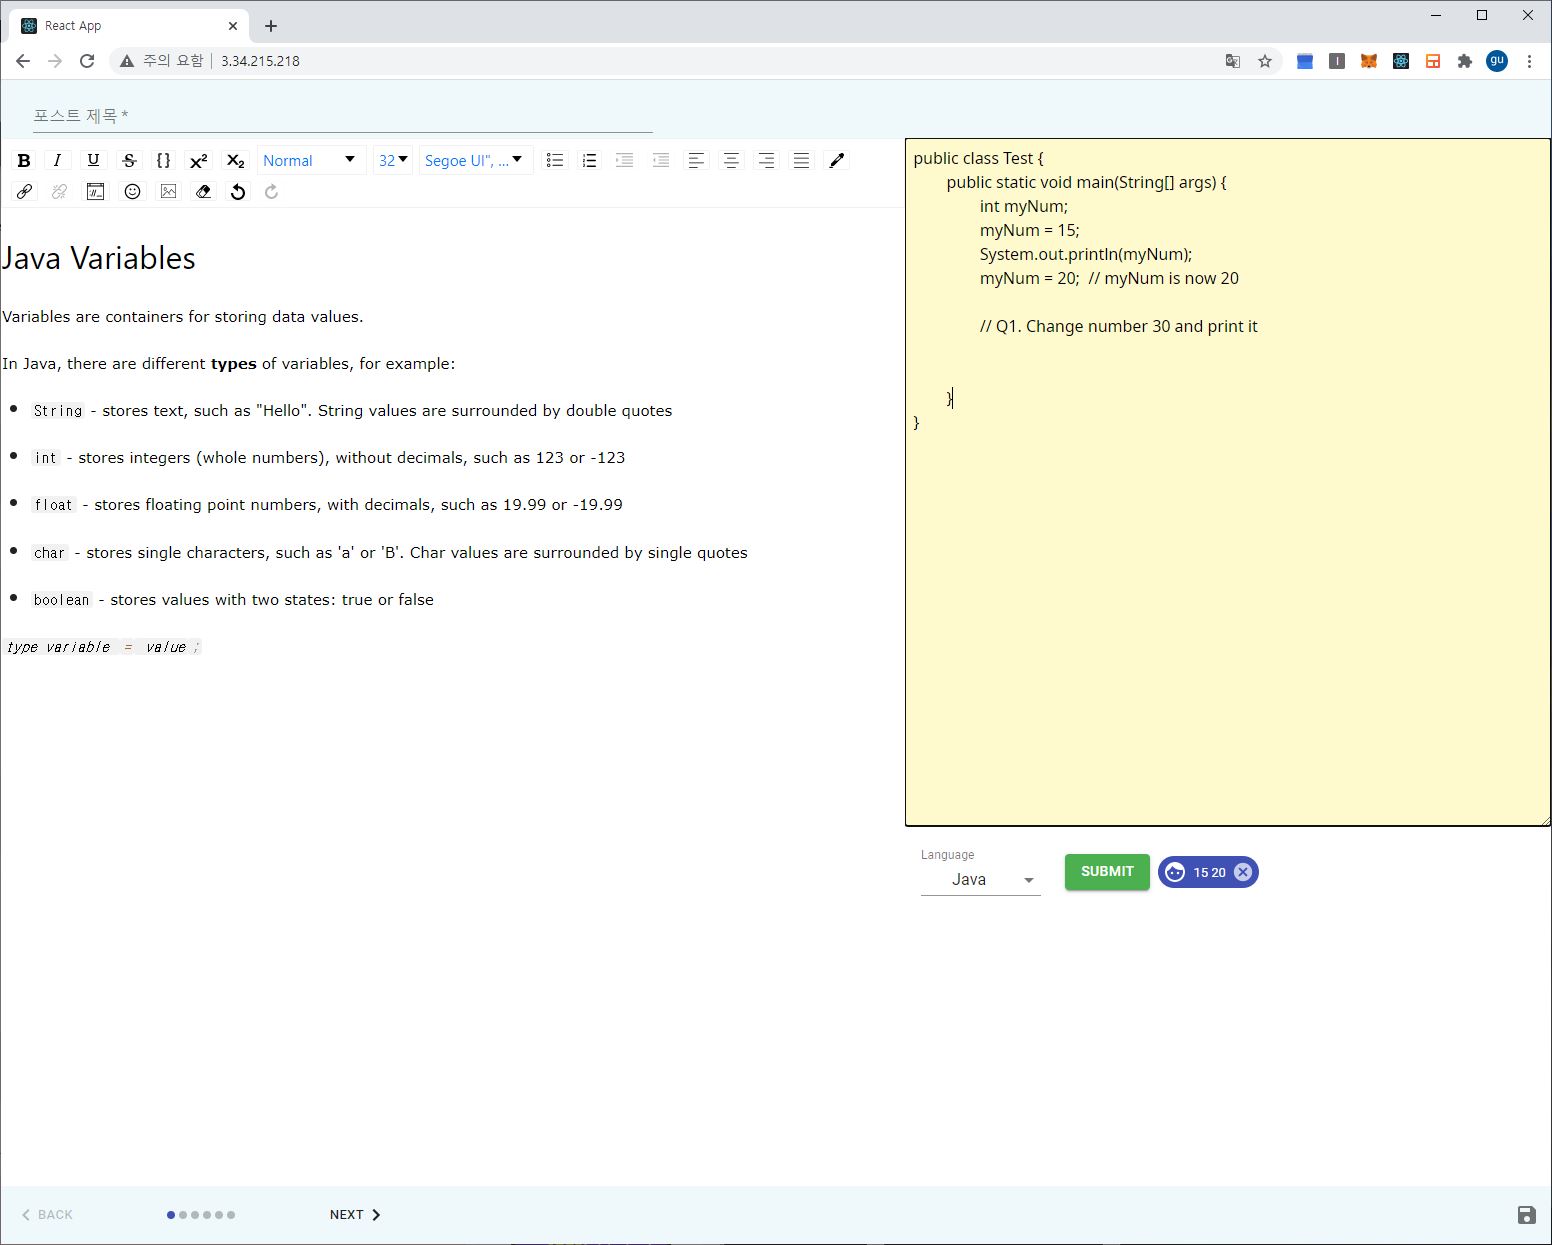 React App
주의 요함 3.34.215.218
gu
포스트 제목 *
B I U S {} X² X₂ Normal 32 Segoe UI", ...
Java Variables
Variables are containers for storing data values.
In Java, there are different types of variables, for example:
String - stores text, such as "Hello". String values are surrounded by double quotes
int - stores integers (whole numbers), without decimals, such as 123 or -123
float - stores floating point numbers, with decimals, such as 19.99 or -19.99
char - stores single characters, such as 'a' or 'B'. Char values are surrounded by single quotes
boolean - stores values with two states: true or false
type variable = value ;
public class Test {
public static void main(String[] args) {
int myNum;
myNum = 15;
System.out.println(myNum);
myNum = 20;  // myNum is now 20
// Q1. Change number 30 and print it
}
}
Language
Java
SUBMIT
15 20
BACK
NEXT